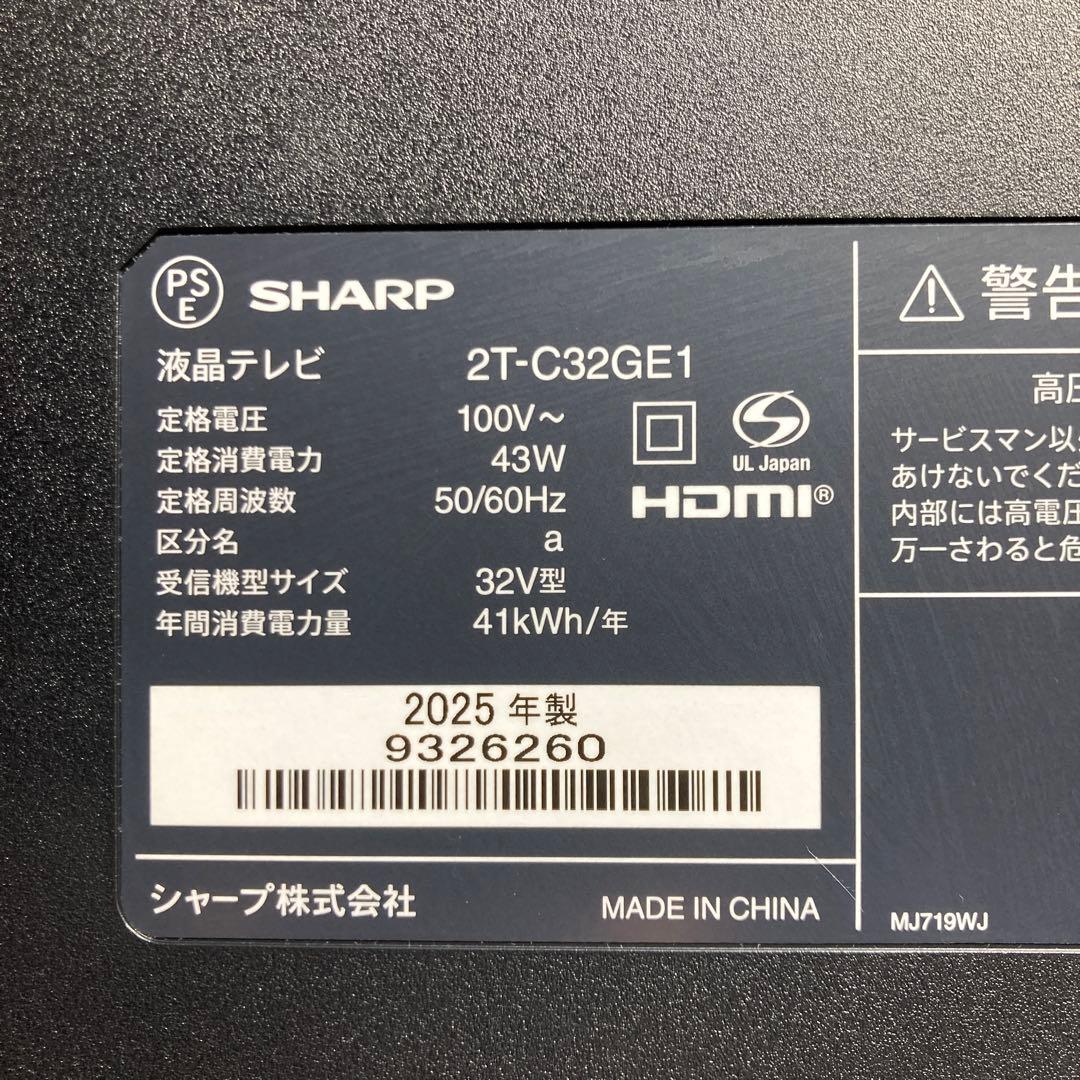 PSE
SHARP
液晶テレビ 2T-C32GE1
定格電圧 100V～
定格消費電力 43W
定格周波数 50/60Hz
区分名 a
受信機型サイズ 32V型
年間消費電力量 41kWh/年
UL Japan
HDMI®
2025 年製
9326260
シャープ株式会社 MADE IN CHINA
警告
高圧
サービスマン以
あけないでくだ
内部には高電圧
万一さわると危
MJ719WJ